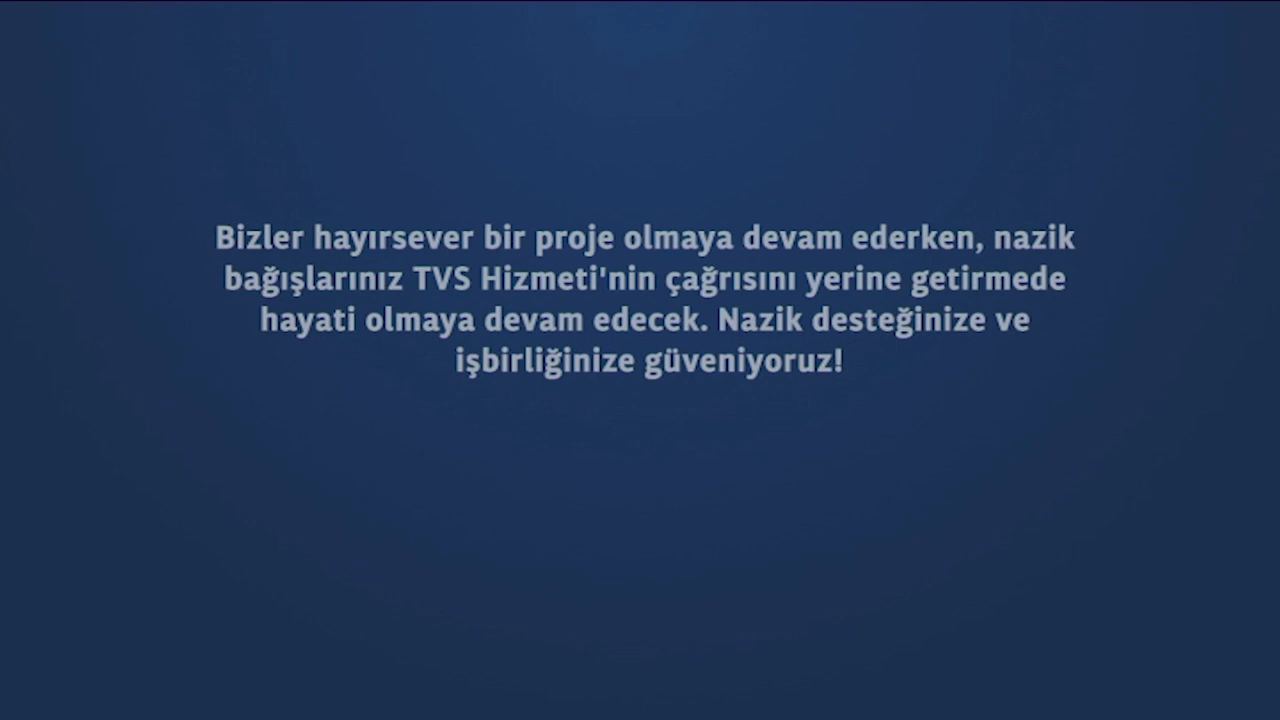 Bizler hayırsever bir proje olmaya devam ederken, nazik
bağışlarınız TVS Hizmeti'nin çağrısını yerine getirmede
hayati olmaya devam edecek. Nazik desteğinize ve
işbirliğinize güveniyoruz!